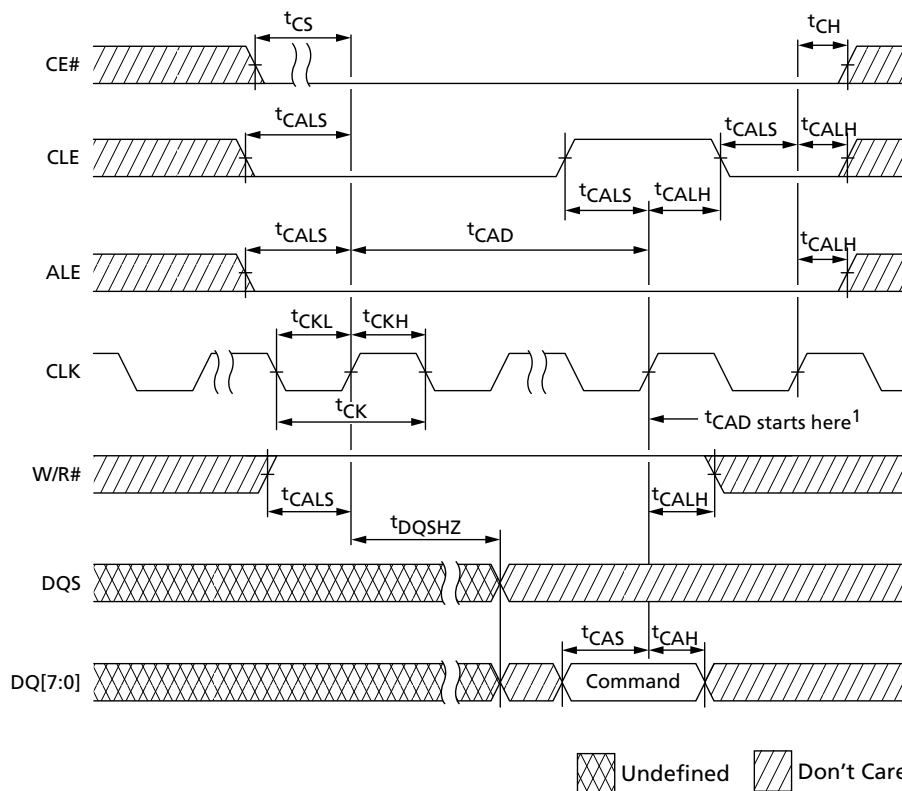 tCS
tCH
CE#
tCALS
tCALS
tCALH
CLE
tCALS
tCALH
tCALS
tCAD
tCALH
ALE
tCKL
tCKH
CLK
tCK
tCAD starts here1
W/R#
tCALS
tCALH
tDQSHZ
DQS
tCAS
tCAH
DQ[7:0]
Command
Undefined
Don't Care